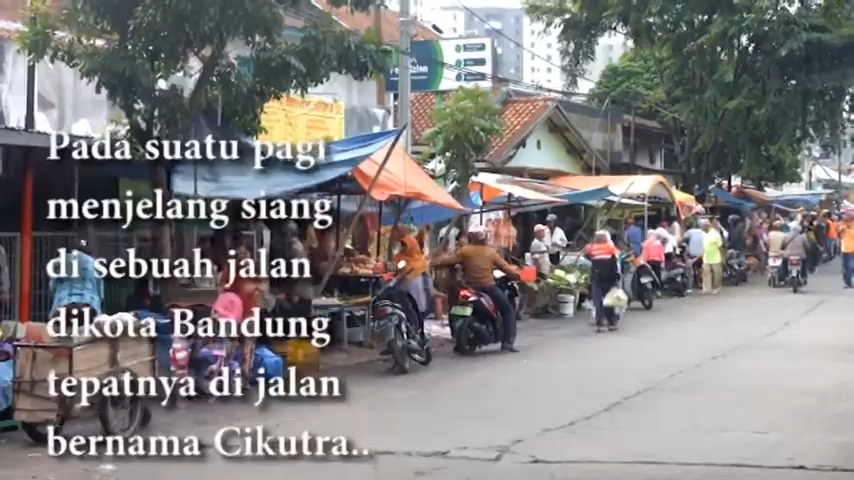 Pada suatu pagi
menjelang siang
di sebuah jalan
dikota Bandung
tepatnya di jalan
bernama Cikutra..